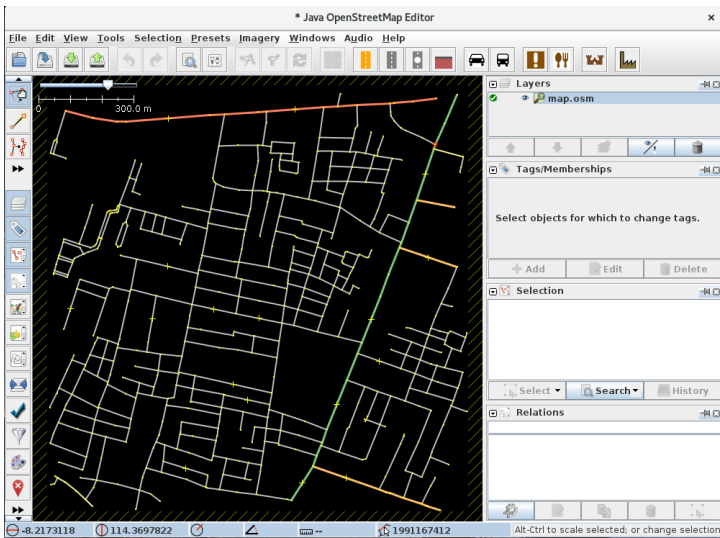 * Java OpenStreetMap Editor
File Edit View Tools Selection Presets Imagery Windows Audio Help
0 300.0 m
Layers
map.osm
Tags/Memberships
Select objects for which to change tags.
Add Edit Delete
Selection
Select Search History
Relations
-8.2173118 114.3697822 -- 1991167412 Alt-Ctrl to scale selected; or change selection